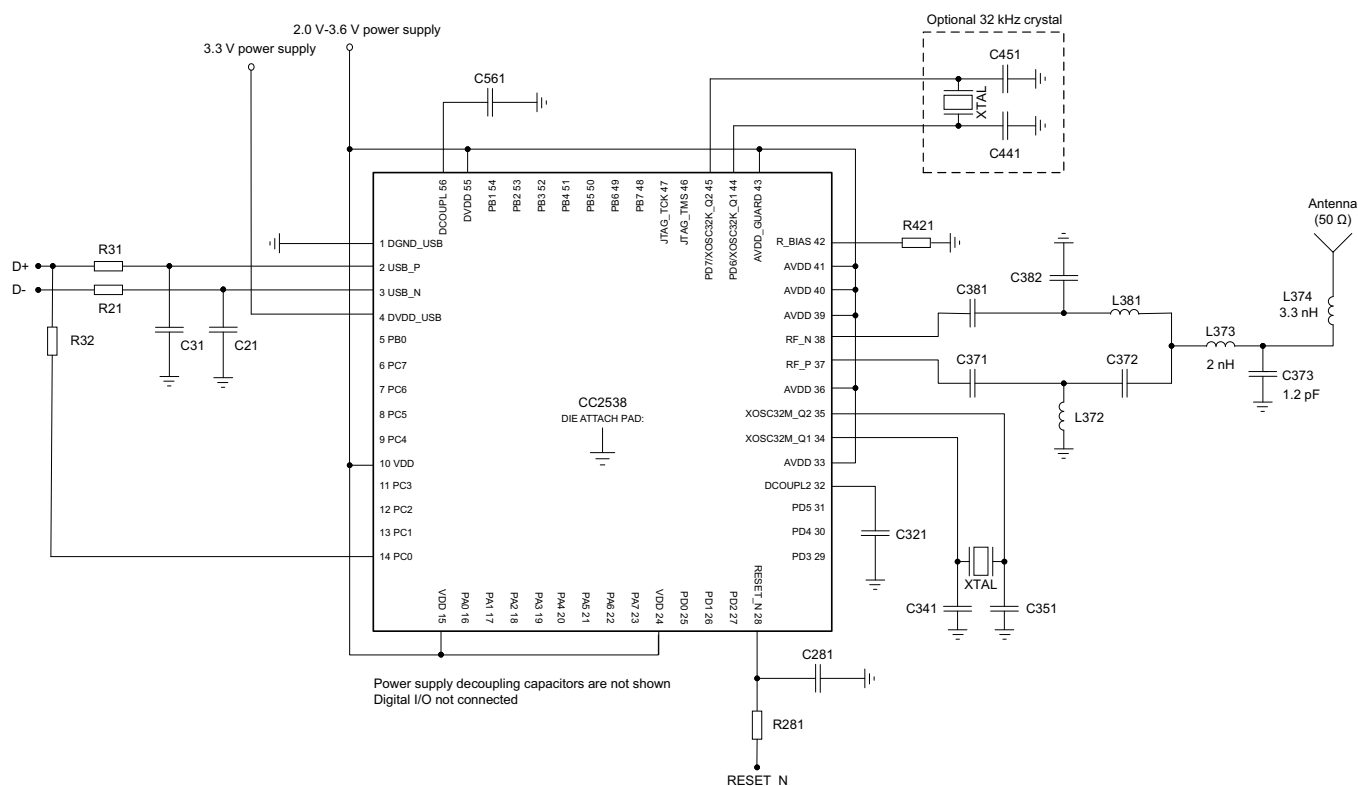 Optional 32 kHz crystal
2.0 V-3.6 V power supply
3.3 V power supply
C451
XTAL
C441
C561
DCOUPL 56
DVDD 55
PB1 54
PB2 53
PB3 52
PB4 51
PB5 50
PB6 49
PB7 48
JTAG_TCK 47
JTAG_TMS 46
PD7/XOSC32K_Q2 45
PD6/XOSC32K_Q1 44
AVDD_GUARD 43
Antenna
(50 Ω)
D+
D-
R31
R21
R32
C31
C21
1 DGND_USB
2 USB_P
3 USB_N
4 DVDD_USB
5 PB0
6 PC7
7 PC6
8 PC5
9 PC4
10 VDD
11 PC3
12 PC2
13 PC1
14 PC0
CC2538
DIE ATTACH PAD:
R_BIAS 42
AVDD 41
AVDD 40
AVDD 39
RF_N 38
RF_P 37
AVDD 36
XOSC32M_Q2 35
XOSC32M_Q1 34
AVDD 33
DCOUPL2 32
PD5 31
PD4 30
PD3 29
R421
C382
C381
L381
C371
C372
L372
L373
2 nH
L374
3.3 nH
C373
1.2 pF
C321
XTAL
C341
C351
VDD 15
PA0 16
PA1 17
PA2 18
PA3 19
PA4 20
PA5 21
PA6 22
PA7 23
VDD 24
PD0 25
PD1 26
PD2 27
RESET_N 28
Power supply decoupling capacitors are not shown
Digital I/O not connected
C281
R281
RESET_N